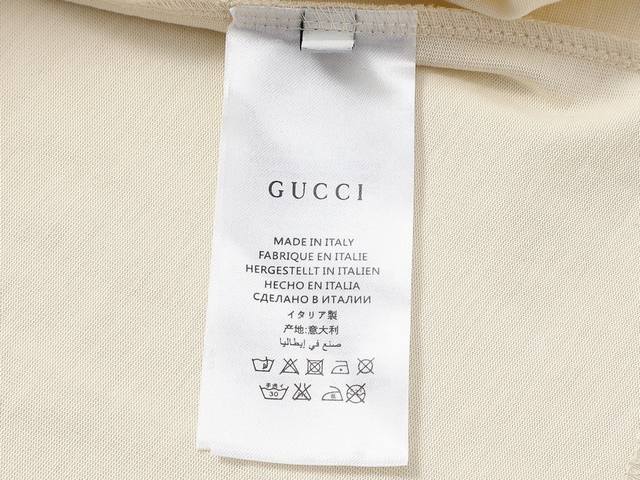 GUCCI
MADE IN ITALY
FABRIQUE EN ITALIE
HERGESTELLT IN ITALIEN
HECHO EN ITALIA
СДЕЛАНО В ИТАЛИИ
イタリア製
产地:意大利
صنع في إيطاليا
30